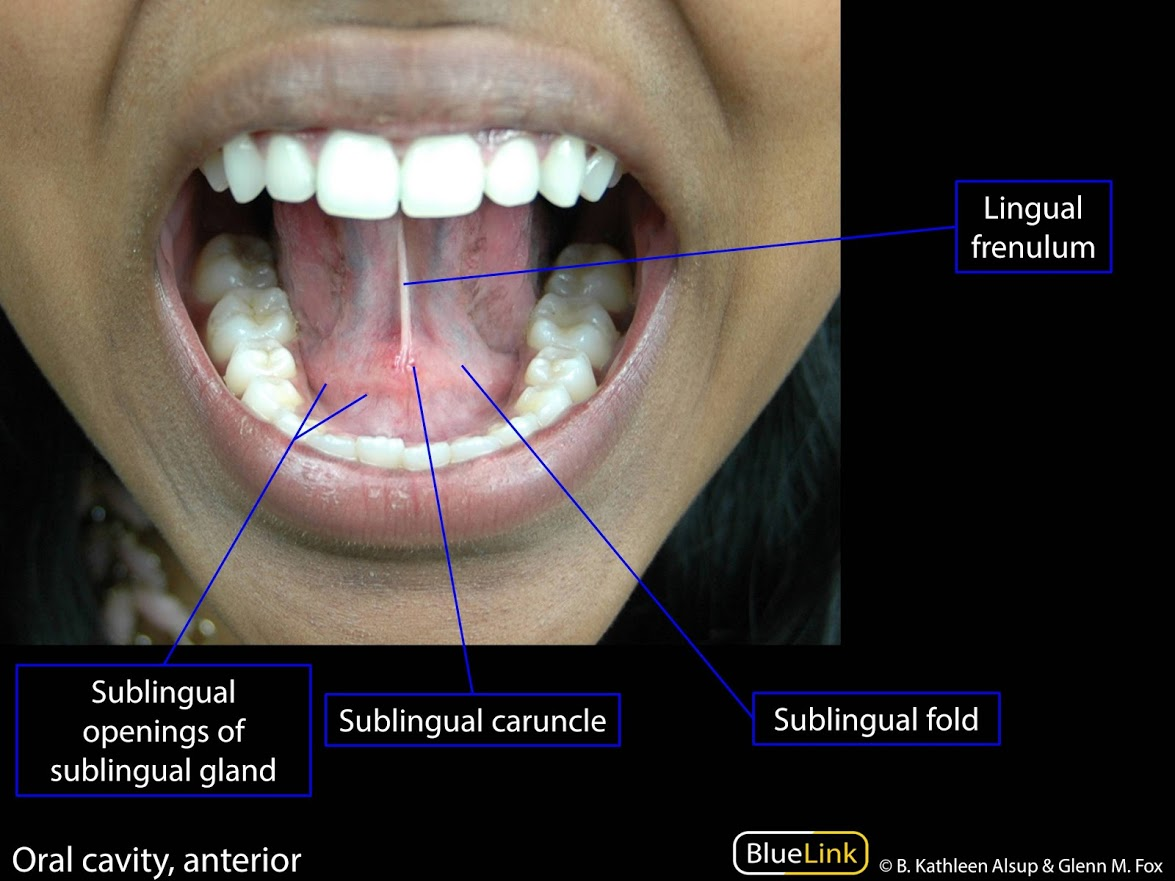 Lingual
frenulum
Sublingual
openings of
sublingual gland
Sublingual caruncle
Sublingual fold
Oral cavity, anterior
BlueLink
© B. Kathleen Alsup & Glenn M. Fox